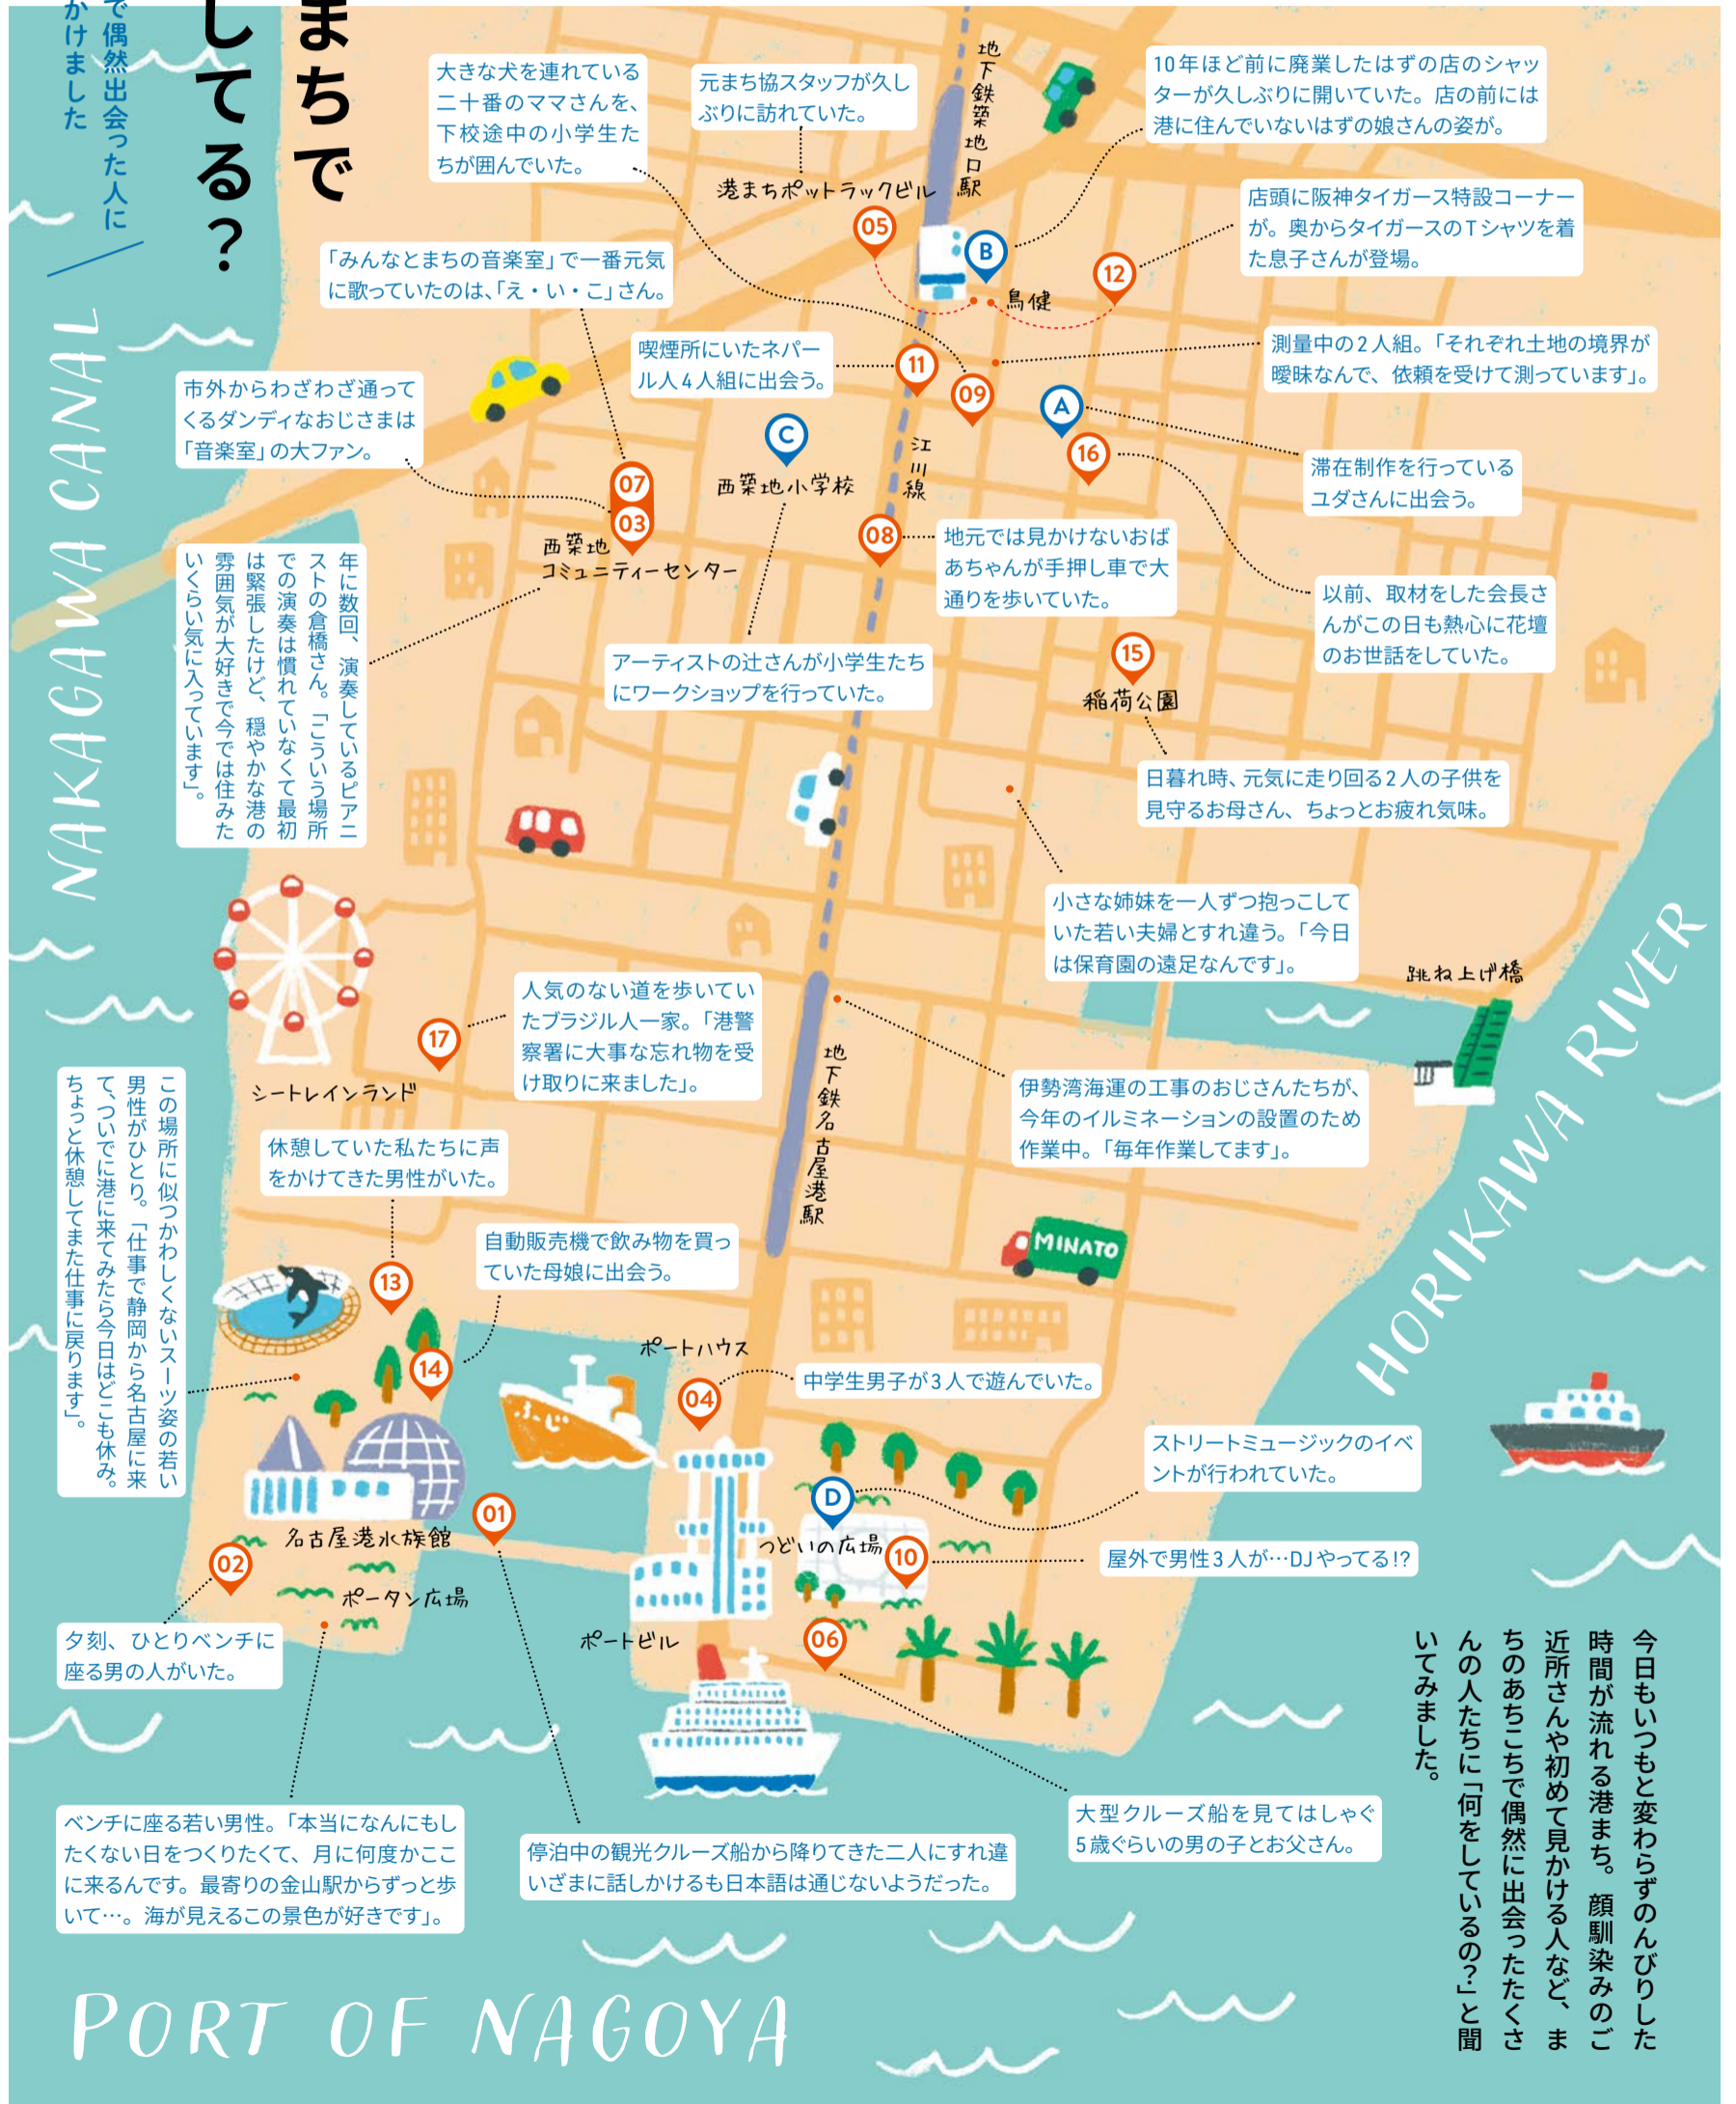 まちで
してる?
で偶然出会った人に
かけました
大きな犬を連れている
二十番のママさんを、
下校途中の小学生た
ちが囲んでいた。
元まち協スタッフが久し
ぶりに訪れていた。
地下鉄築地口駅
10年ほど前に廃業したはずの店のシャッ
ターが久しぶりに開いていた。店の前には
港に住んでいないはずの娘さんの姿が。
港まちポットラックビル
05
B
12
鳥健
店頭に阪神タイガース特設コーナー
が。奥からタイガースのTシャツを着
た息子さんが登場。
「みんなとまちの音楽室」で一番元気
に歌っていたのは、「え・い・こ」さん。
喫煙所にいたネパー
ル人4人組に出会う。
11
09
測量中の2人組。「それぞれ土地の境界が
曖昧なんで、依頼を受けて測っています」。
市外からわざわざ通って
くるダンディなおじさまは
「音楽室」の大ファン。
A
16
C
西築地小学校
江川線
滞在制作を行っている
ユダさんに出会う。
07
03
西築地
コミュニティーセンター
08
地元では見かけないおば
あちゃんが手押し車で大
通りを歩いていた。
以前、取材をした会長さ
んがこの日も熱心に花壇
のお世話をしていた。
年に数回、演奏しているピアニ
ストの倉橋さん。「こういう場所
での演奏は慣れていなくて最初
は緊張したけど、穏やかな港の
雰囲気が大好きで今では住みた
いくらい気に入っています」。
アーティストの辻さんが小学生たち
にワークショップを行っていた。
15
稲荷公園
日暮れ時、元気に走り回る2人の子供を
見守るお母さん、ちょっとお疲れ気味。
NAKAGAWA CANAL
小さな姉妹を一人ずつ抱っこして
いた若い夫婦とすれ違う。「今日
は保育園の遠足なんです」。
跳ね上げ橋
HORIKAWA RIVER
人気のない道を歩いてい
たブラジル人一家。「港警
察署に大事な忘れ物を受
け取りに来ました」。
17
シートレインランド
地下鉄名古屋港駅
伊勢湾海運の工事のおじさんたちが、
今年のイルミネーションの設置のため
作業中。「毎年作業してます」。
この場所に似つかわしくないスーツ姿の若い
男性がひとり。「仕事で静岡から名古屋に来
て、ついでに港に来てみたら今日はどこも休み。
ちょっと休憩してまた仕事に戻ります」。
休憩していた私たちに声
をかけてきた男性がいた。
13
自動販売機で飲み物を買っ
ていた母娘に出会う。
14
MINATO
ポートハウス
04
中学生男子が3人で遊んでいた。
ふじ
ストリートミュージックのイベ
ントが行われていた。
D
つどいの広場
10
屋外で男性3人が…DJやってる!?
01
名古屋港水族館
02
ポータン広場
夕刻、ひとりベンチに
座る男の人がいた。
ポートビル
06
ベンチに座る若い男性。「本当になんにもし
たくない日をつくりたくて、月に何度かここ
に来るんです。最寄りの金山駅からずっと歩
いて…。海が見えるこの景色が好きです」。
停泊中の観光クルーズ船から降りてきた二人にすれ違
いざまに話しかけるも日本語は通じないようだった。
大型クルーズ船を見てはしゃぐ
5歳ぐらいの男の子とお父さん。
今日もいつもと変わらずのんびりした
時間が流れる港まち。顔馴染みのご
近所さんや初めて見かける人など、ま
ちのあちこちで偶然に出会ったたくさ
んの人たちに「何をしているの?」と聞
いてみました。
PORT OF NAGOYA